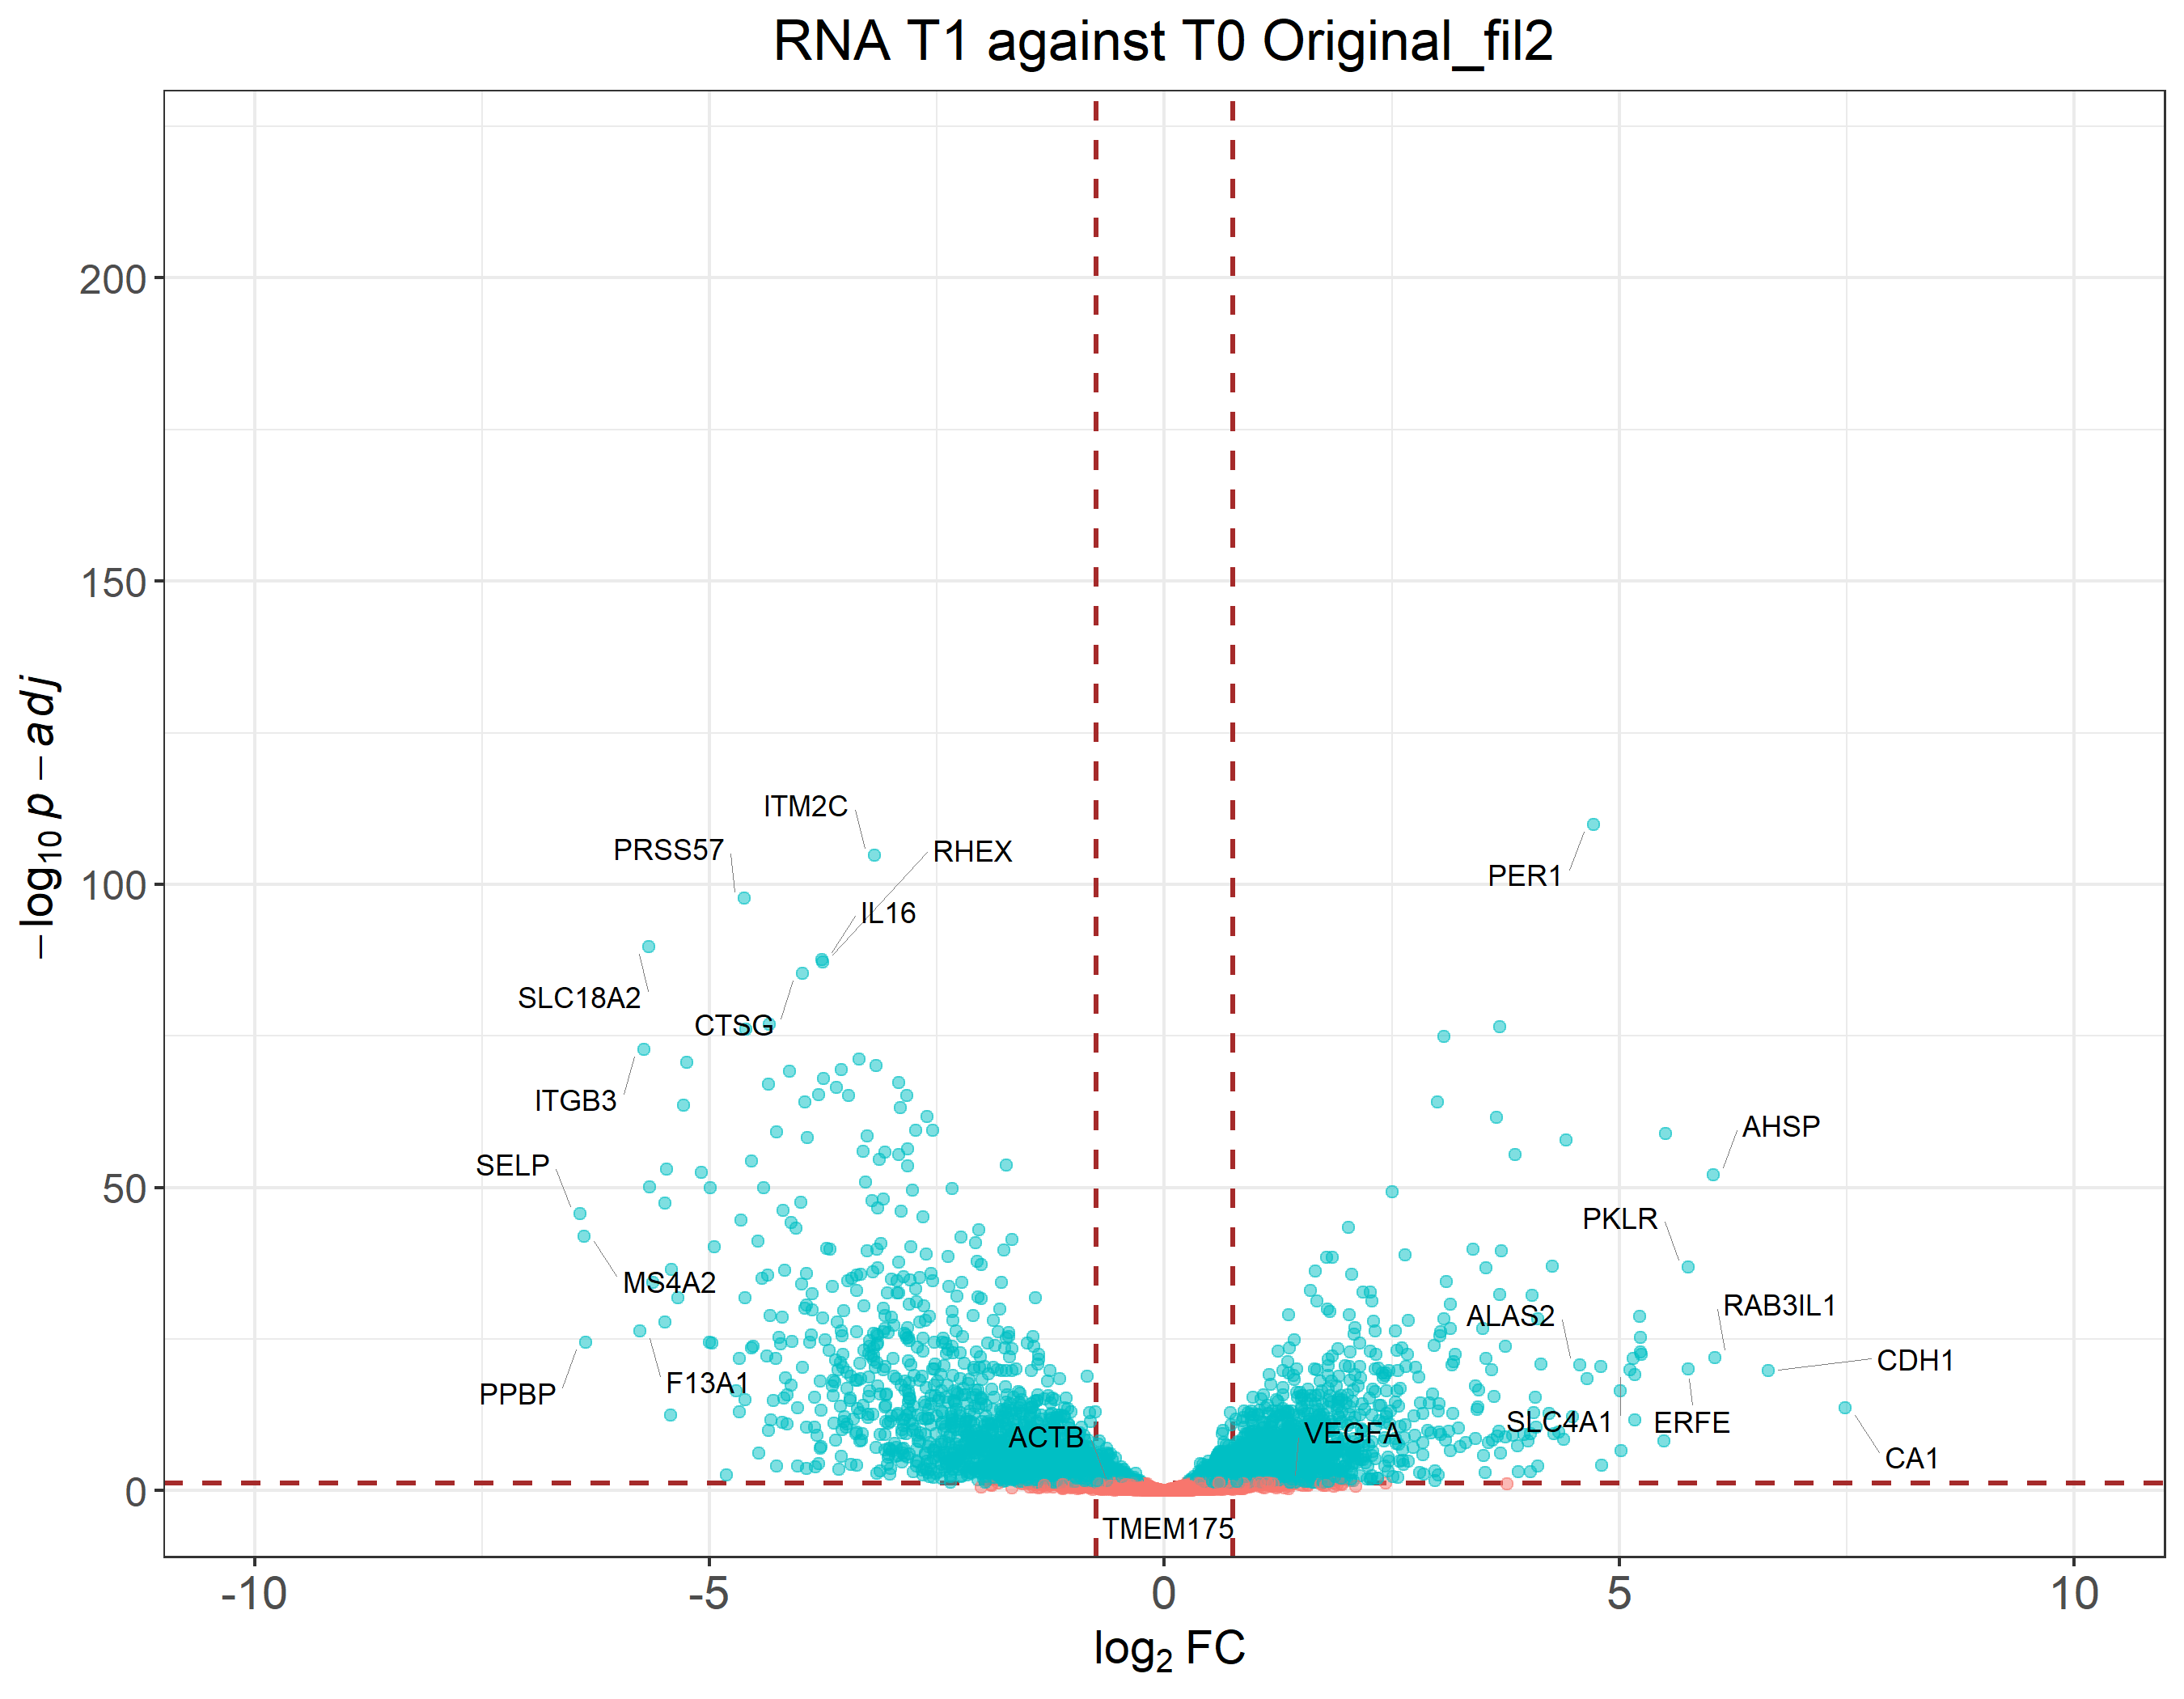 RNA T1 against T0 Original_fil2
−log10 p − adj
200
150
100
50
0
ITM2C
PRSS57
RHEX
IL16
PER1
SLC18A2
CTSG
ITGB3
AHSP
SELP
PKLR
MS4A2
RAB3IL1
ALAS2
CDH1
F13A1
PPBP
SLC4A1
ERFE
VEGFA
ACTB
CA1
TMEM175
-10
-5
0
5
10
log2 FC